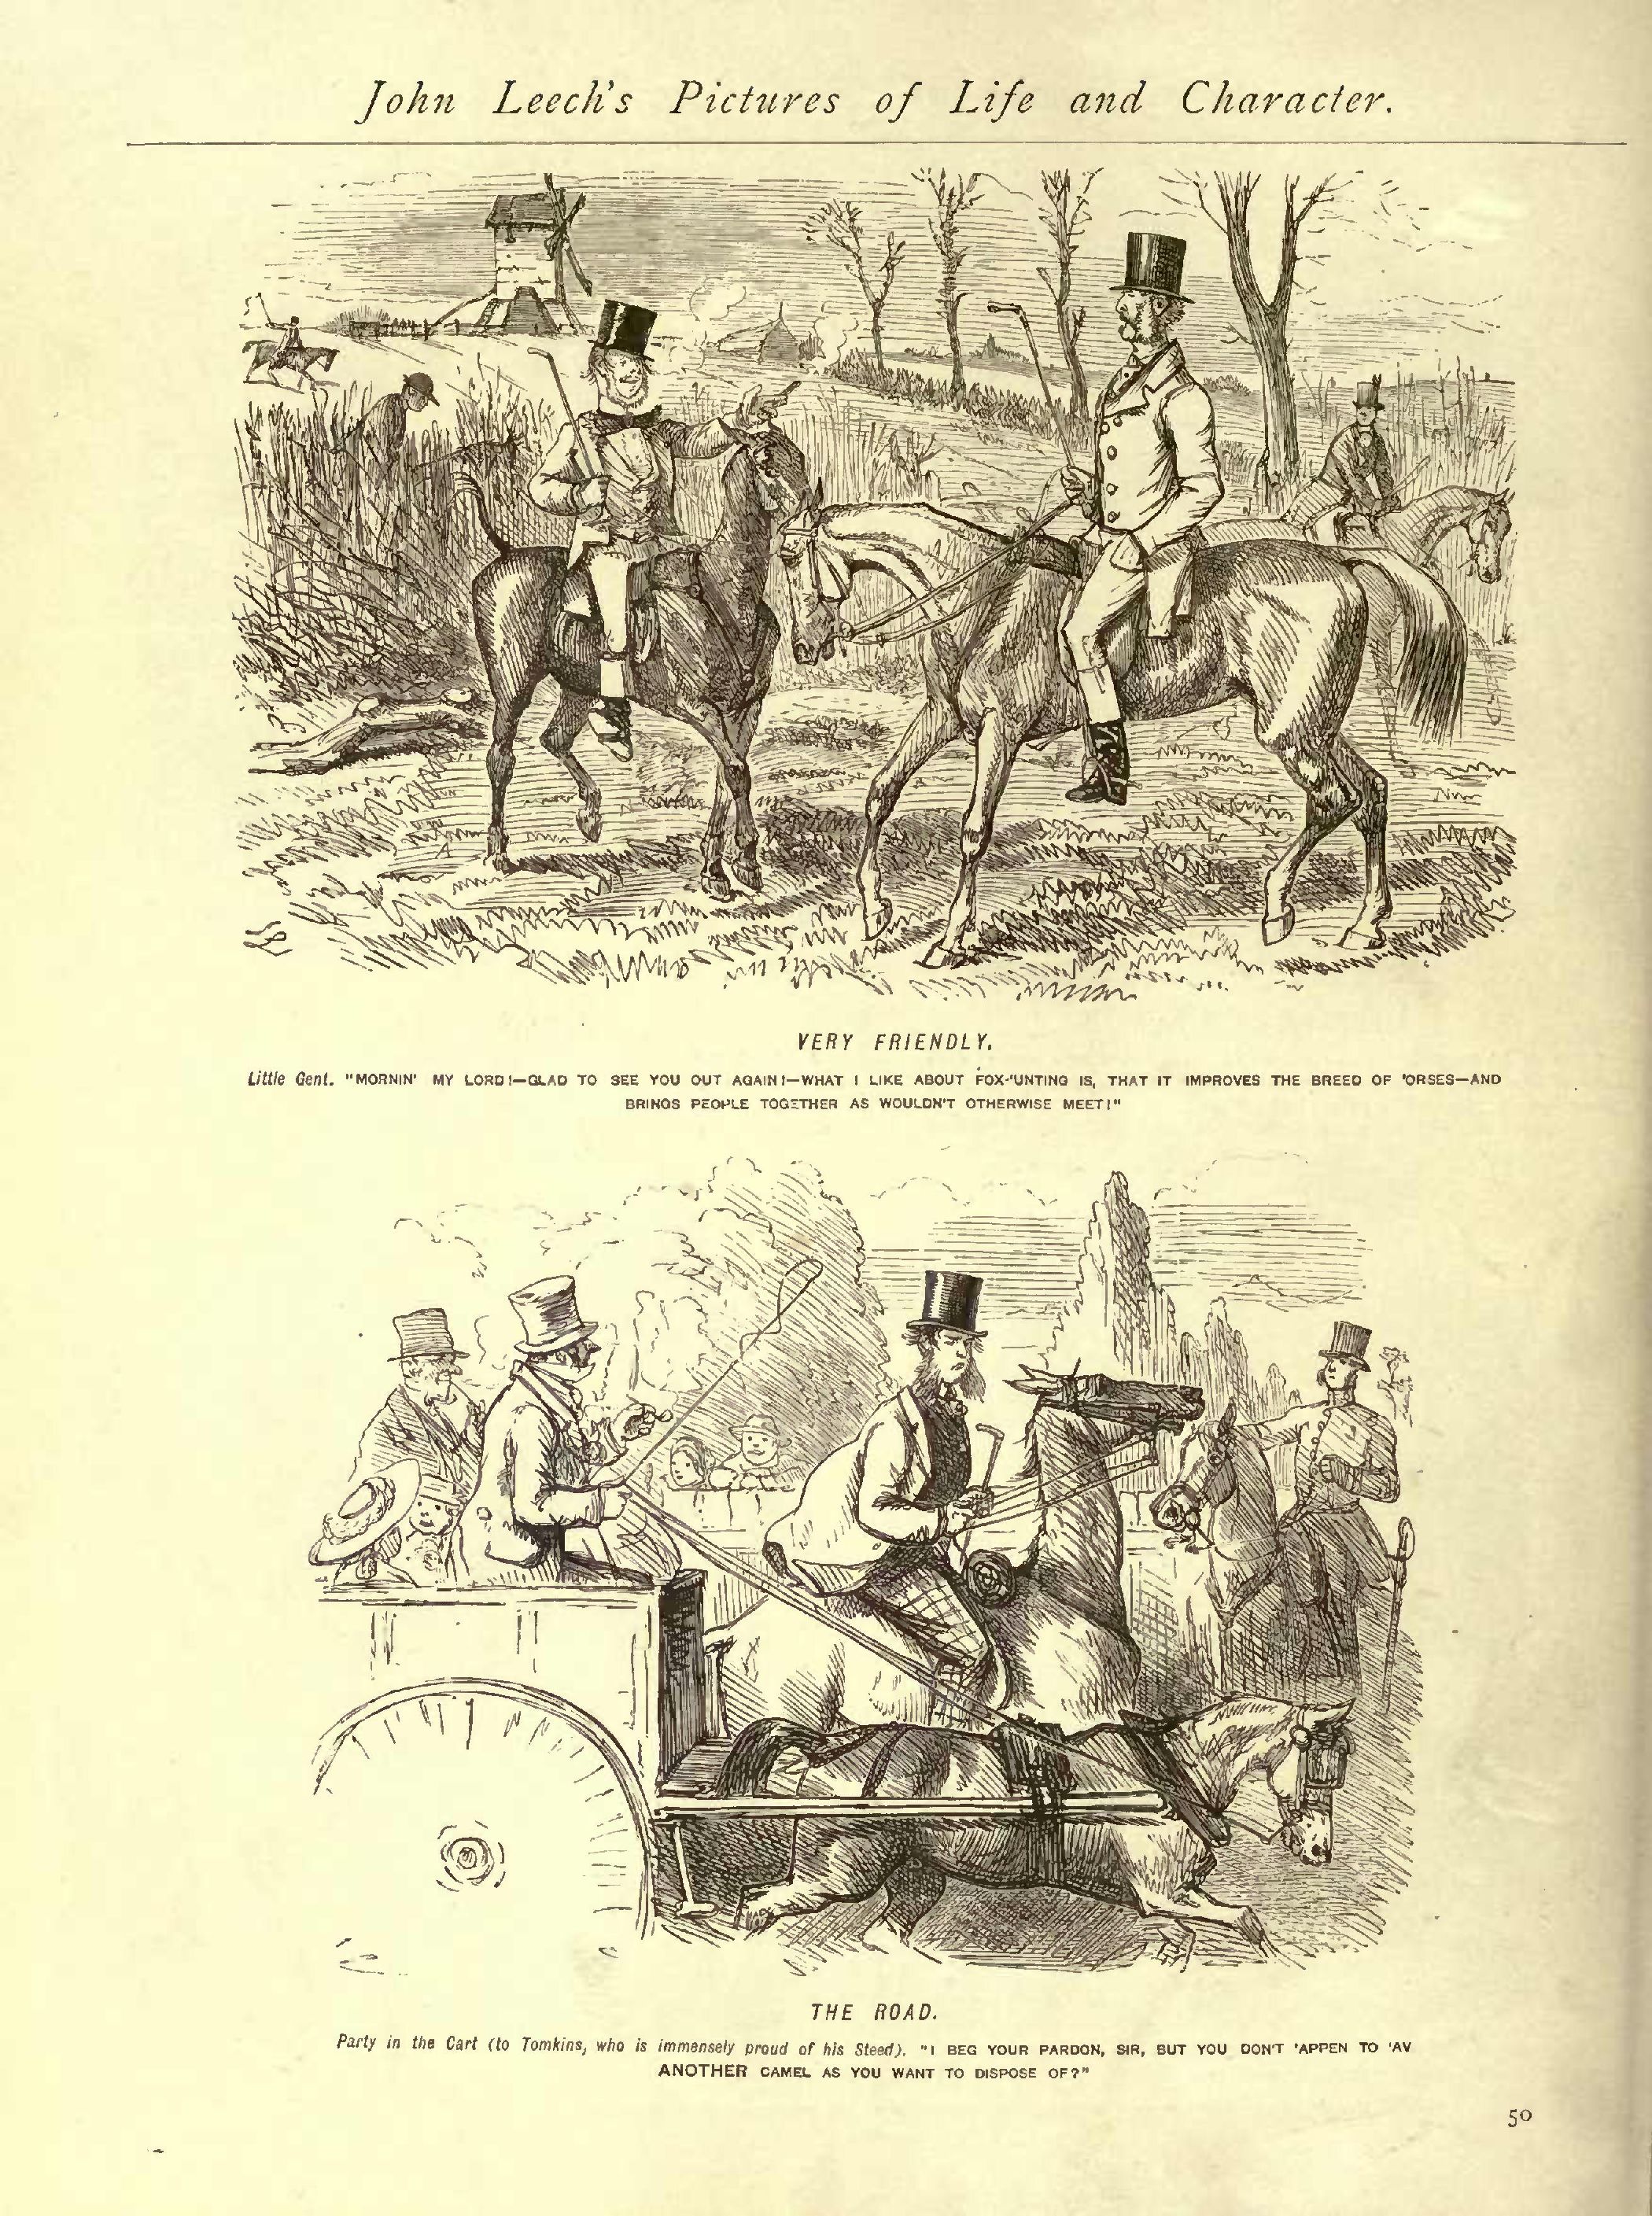 John Leech's Pictures of Life and Character.
VERY FRIENDLY.
Little Gent. "MORNIN' MY LORD!—GLAD TO SEE YOU OUT AGAIN!—WHAT I LIKE ABOUT FOX-'UNTING IS, THAT IT IMPROVES THE BREED OF 'ORSES—AND
BRINGS PEOPLE TOGETHER AS WOULDN'T OTHERWISE MEET!"
THE ROAD.
Party in the Cart (to Tomkins, who is immensely proud of his Steed). "I BEG YOUR PARDON, SIR, BUT YOU DON'T 'APPEN TO 'AV
ANOTHER CAMEL AS YOU WANT TO DISPOSE OF?"
50